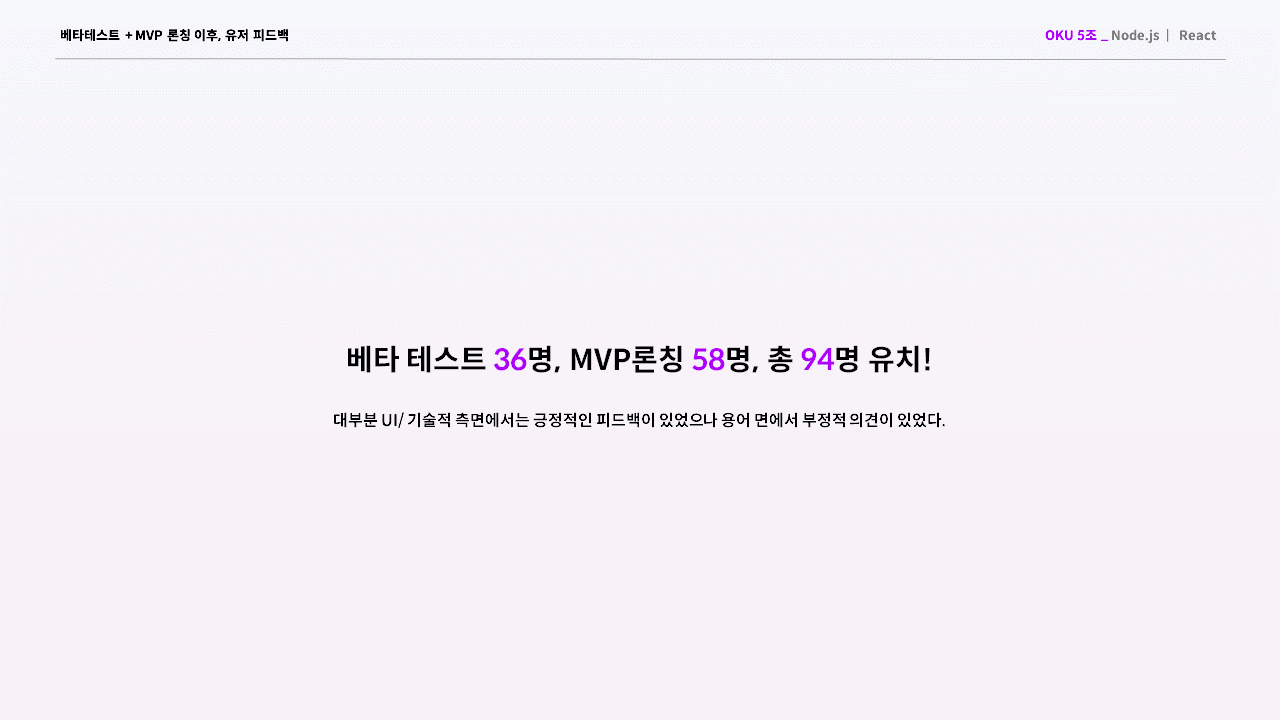 베타테스트 + MVP 론칭 이후, 유저 피드백
OKU 5조 _ Node.js | React
베타 테스트 36명, MVP론칭 58명, 총 94명 유치!
대부분 UI/ 기술적 측면에서는 긍정적인 피드백이 있었으나 용어 면에서 부정적 의견이 있었다.